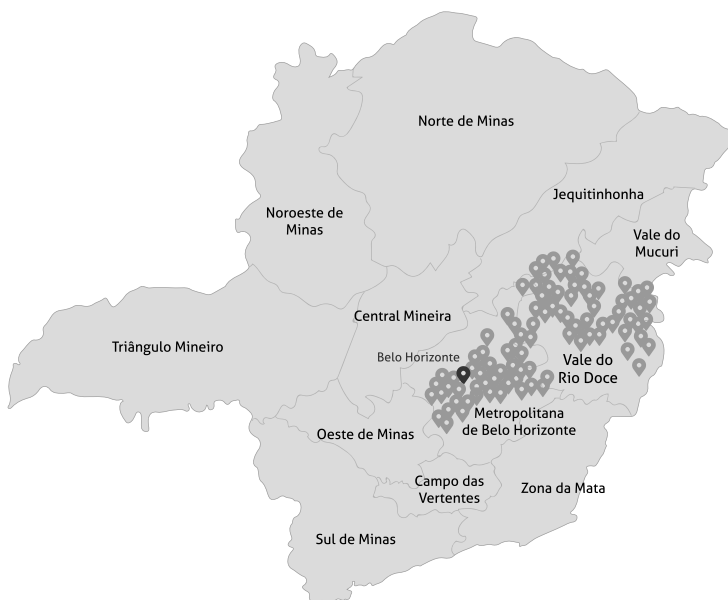 Norte de Minas
Jequitinhonha
Noroeste de
Minas
Vale do
Mucuri
Central Mineira
Triângulo Mineiro
Belo Horizonte
Vale do
Rio Doce
Metropolitana
de Belo Horizonte
Oeste de Minas
Campo das
Vertentes
Zona da Mata
Sul de Minas